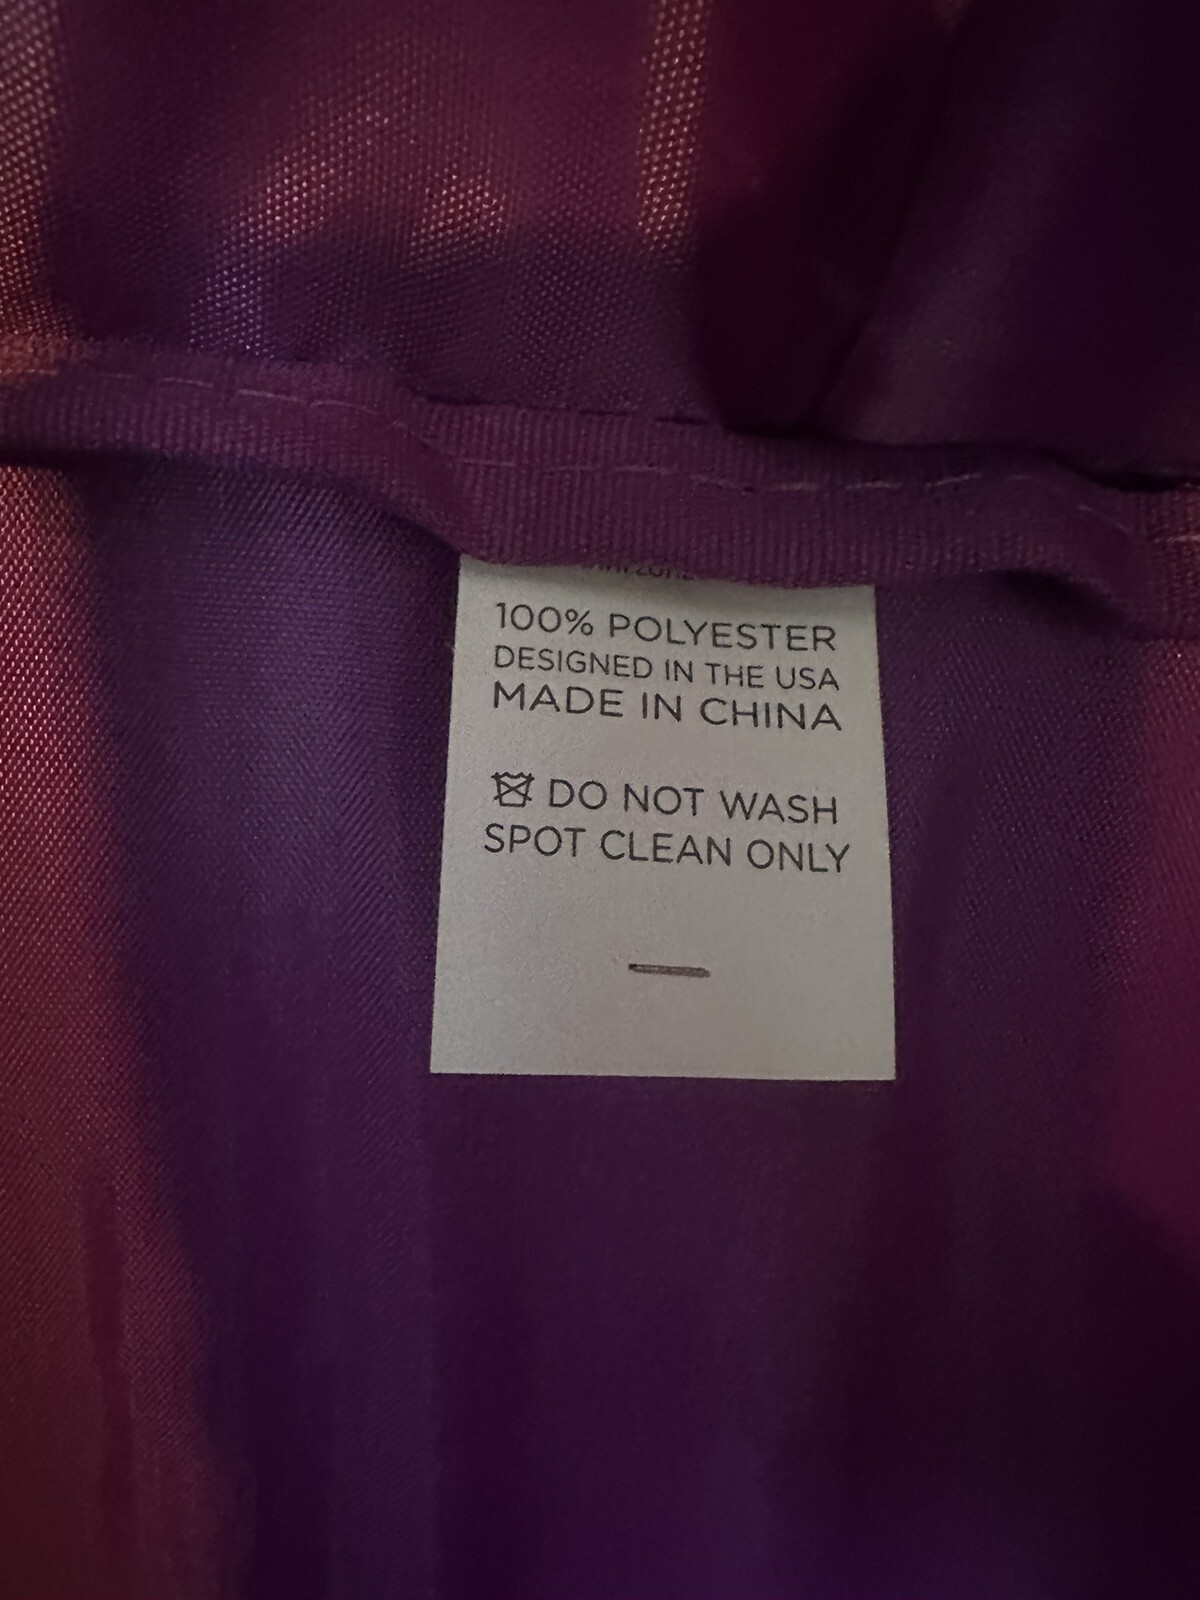 100% POLYESTER
DESIGNED IN THE USA
MADE IN CHINA
DO NOT WASH
SPOT CLEAN ONLY